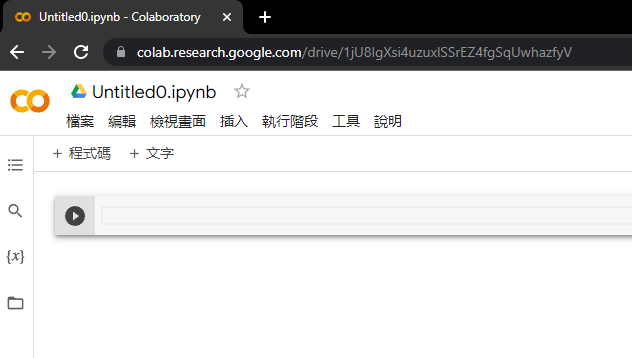 Untitled0.ipynb - Colaboratory
colab.research.google.com/drive/1jU8IgXsi4uzuxlSSrEZ4fgSqUwhazfyV
Untitled0.ipynb
檔案 編輯 檢視畫面 插入 執行階段 工具 說明
+ 程式碼 + 文字
{x}